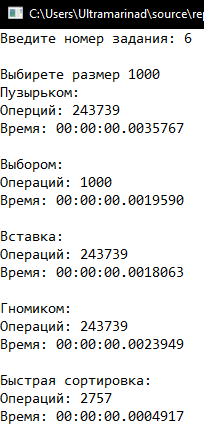 C:\Users\Ultramarinad\source\rep
Введите номер задания: 6
Выбирете размер 1000
Пузырьком:
Оперций: 243739
Время: 00:00:00.0035767
Выбором:
Операций: 1000
Время: 00:00:00.0019590
Вставка:
Операций: 243739
Время: 00:00:00.0018063
Гномиком:
Операций: 243739
Время: 00:00:00.0023949
Быстрая сортировка:
Операций: 2757
Время: 00:00:00.0004917